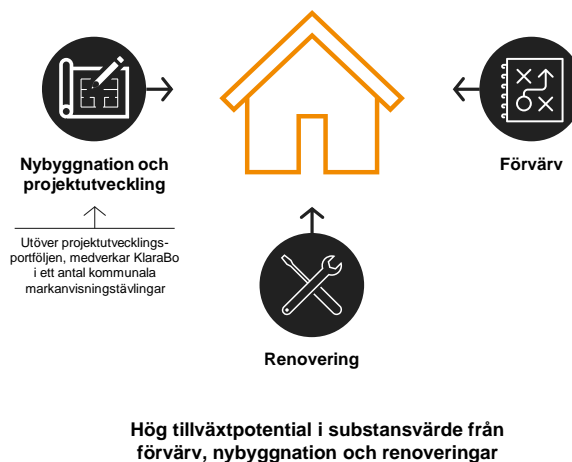 Nybyggnation och
projektutveckling
Utöver projektutvecklings-
portföljen, medverkar KlaraBo
i ett antal kommunala
markanvisningstävlingar
Förvärv
Renovering
Hög tillväxtpotential i substansvärde från
förvärv, nybyggnation och renoveringar